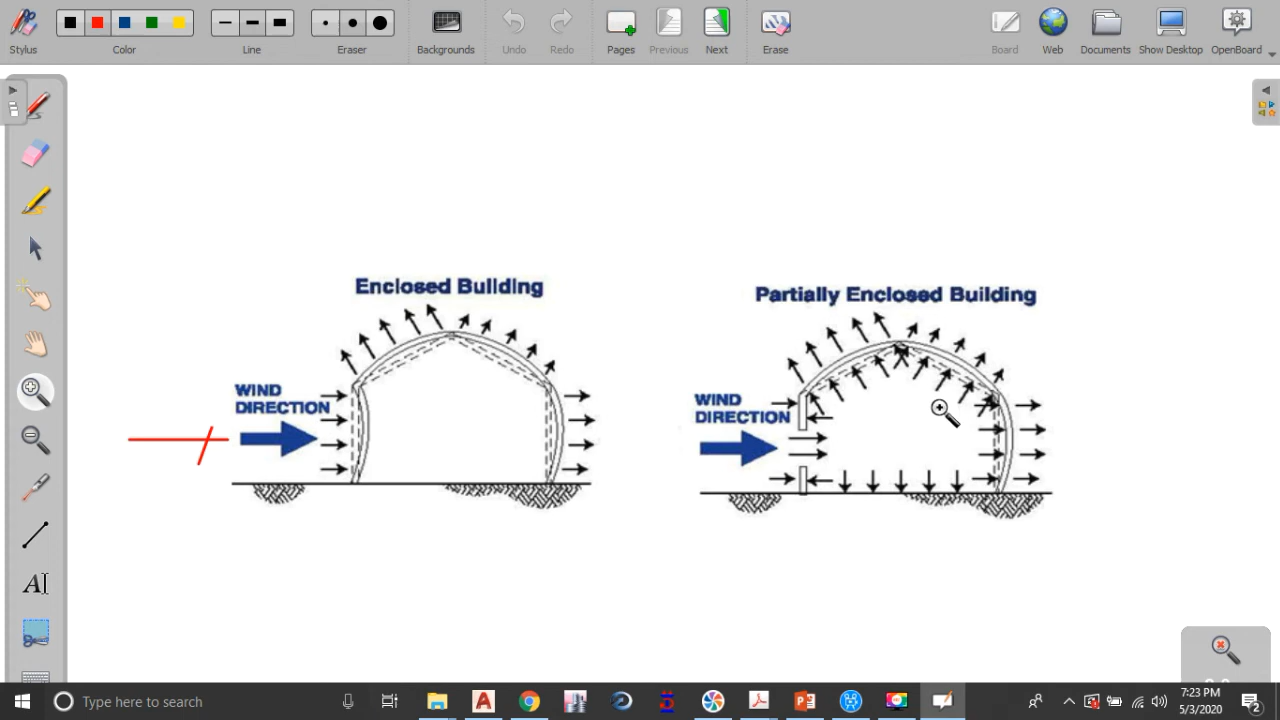 Stylus
Color
Line
Eraser
Backgrounds
Undo
Redo
Pages
Previous
Next
Erase
Board
Web
Documents
Show Desktop
OpenBoard
Enclosed Building
WIND
DIRECTION
Partially Enclosed Building
WIND
DIRECTION
Type here to search
7:23 PM
5/3/2020
2